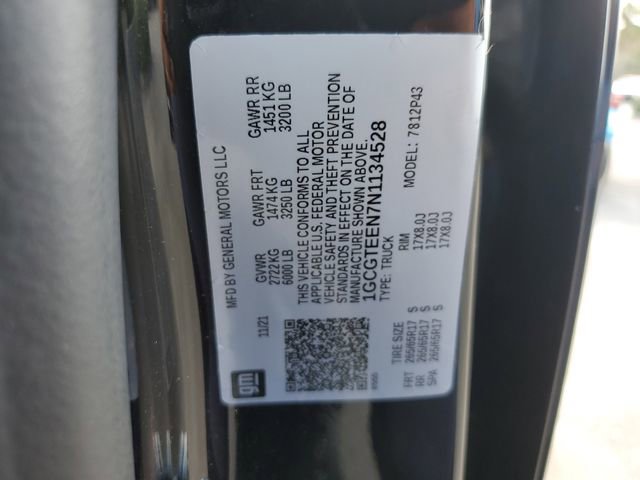 gm
11/21
MFD BY GENERAL MOTORS LLC
GVWR GAWR FRT GAWR RR
2722 KG 1474 KG 1451 KG
6000 LB 3250 LB 3200 LB
THIS VEHICLE CONFORMS TO ALL
APPLICABLE U.S. FEDERAL MOTOR
VEHICLE SAFETY AND THEFT PREVENTION
STANDARDS IN EFFECT ON THE DATE OF
MANUFACTURE SHOWN ABOVE.
1GCGTEEN7N1134528
TYPE: TRUCK MODEL: 7812P43
TIRE SIZE RIM
FRT 265/65R17 S 17X8.0J
RR 265/65R17 S 17X8.0J
SPA 265/65R17 S 17X8.0J